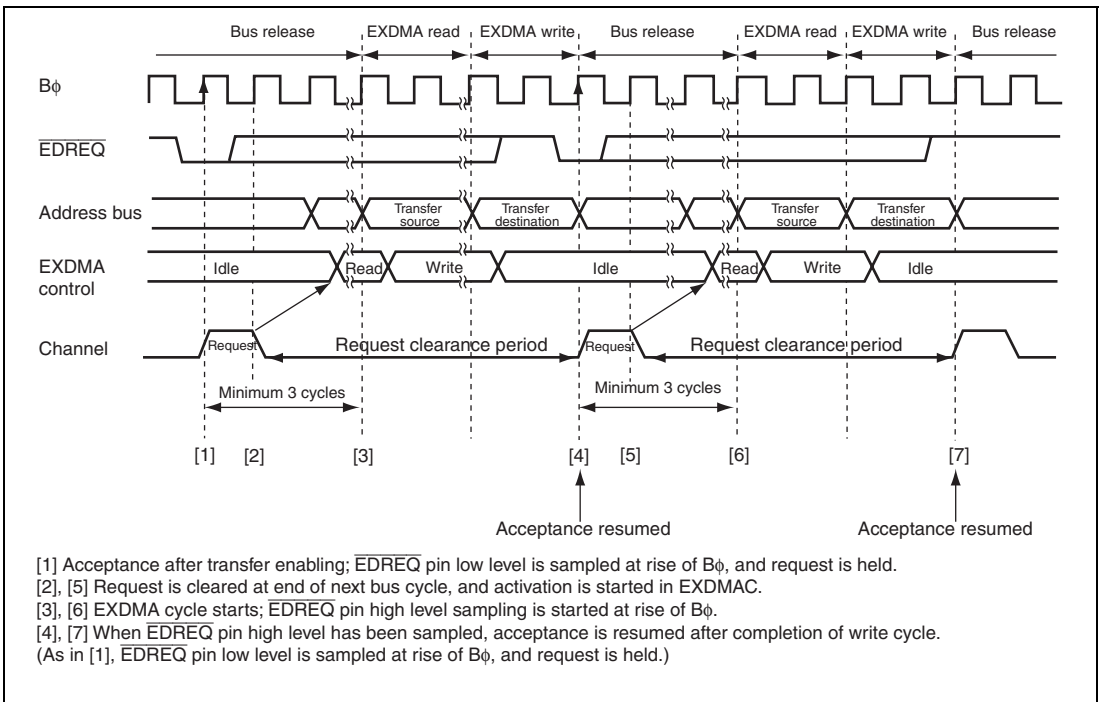 Bus release EXDMA read EXDMA write Bus release EXDMA read EXDMA write Bus release
Bϕ
EDREQ
Address bus Transfer source Transfer destination Transfer source Transfer destination
EXDMA control Idle Read Write Idle Read Write Idle
Channel Request Request clearance period Request Request clearance period
Minimum 3 cycles Minimum 3 cycles
[1] [2] [3] [4] [5] [6] [7]
Acceptance resumed Acceptance resumed
[1] Acceptance after transfer enabling; EDREQ pin low level is sampled at rise of Bϕ, and request is held.
[2], [5] Request is cleared at end of next bus cycle, and activation is started in EXDMAC.
[3], [6] EXDMA cycle starts; EDREQ pin high level sampling is started at rise of Bϕ.
[4], [7] When EDREQ pin high level has been sampled, acceptance is resumed after completion of write cycle.
(As in [1], EDREQ pin low level is sampled at rise of Bϕ, and request is held.)